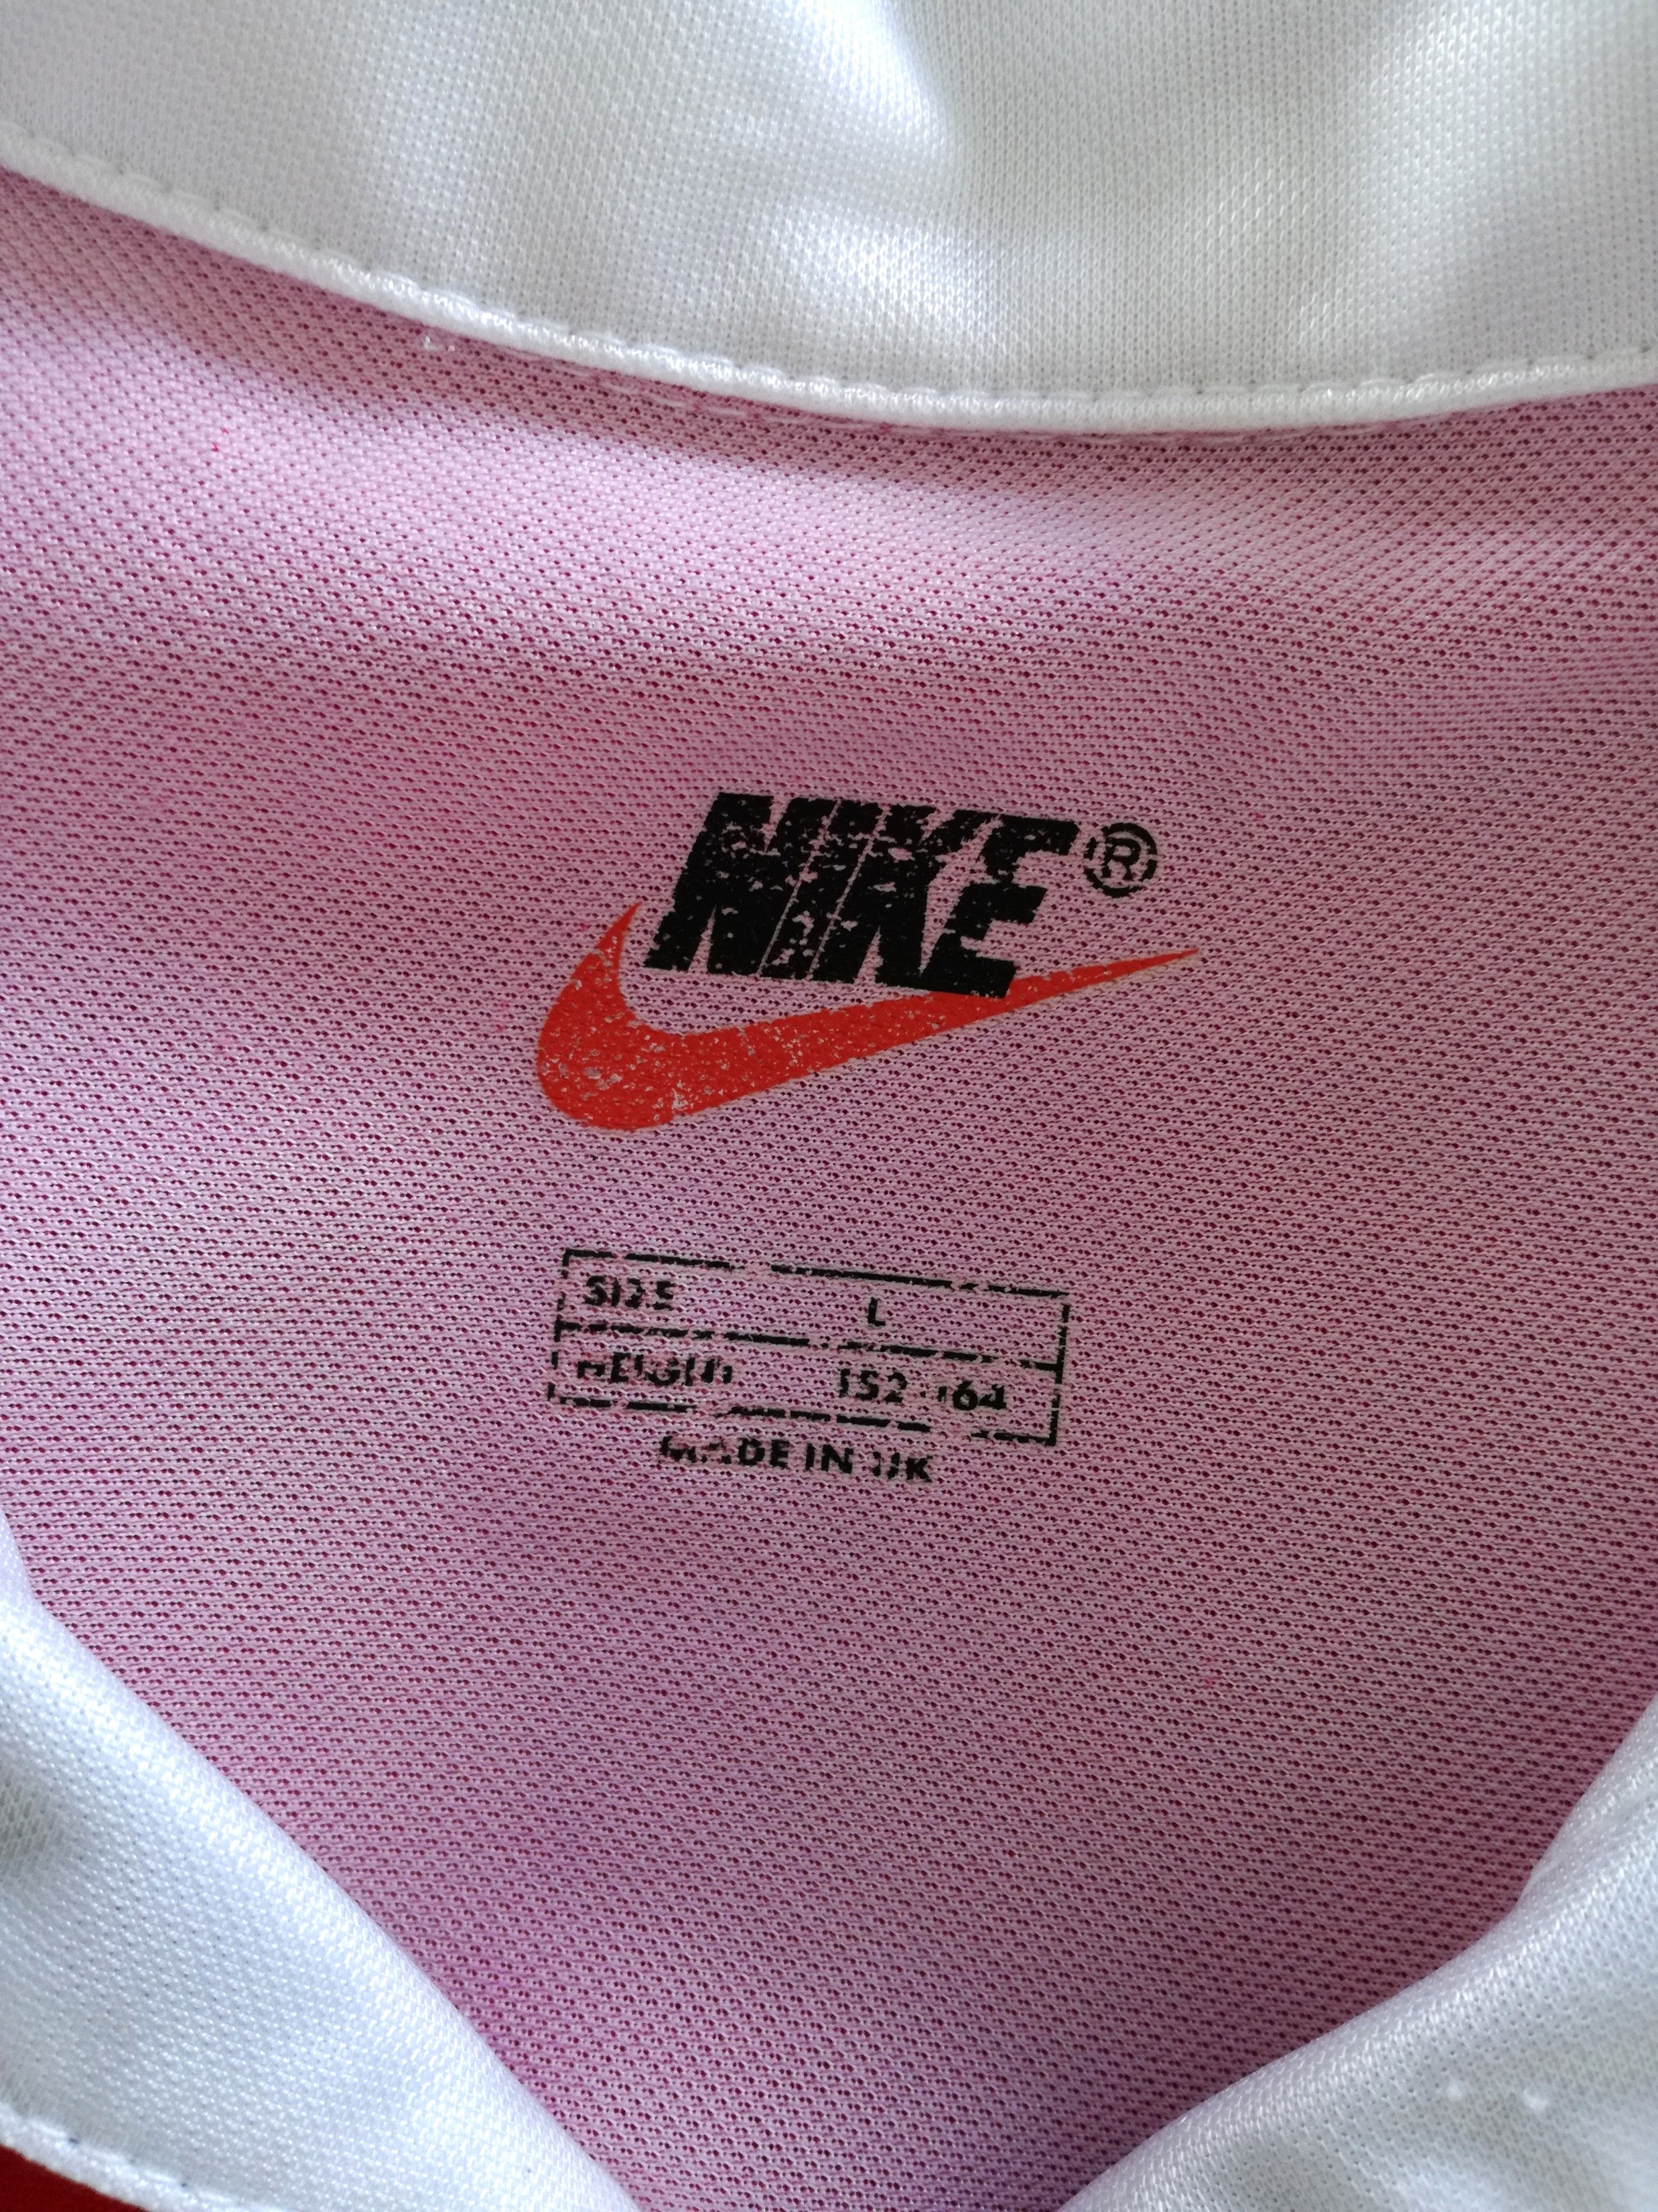 NIKE®
SIZE L
HEIGHT 152-164
MADE IN UK